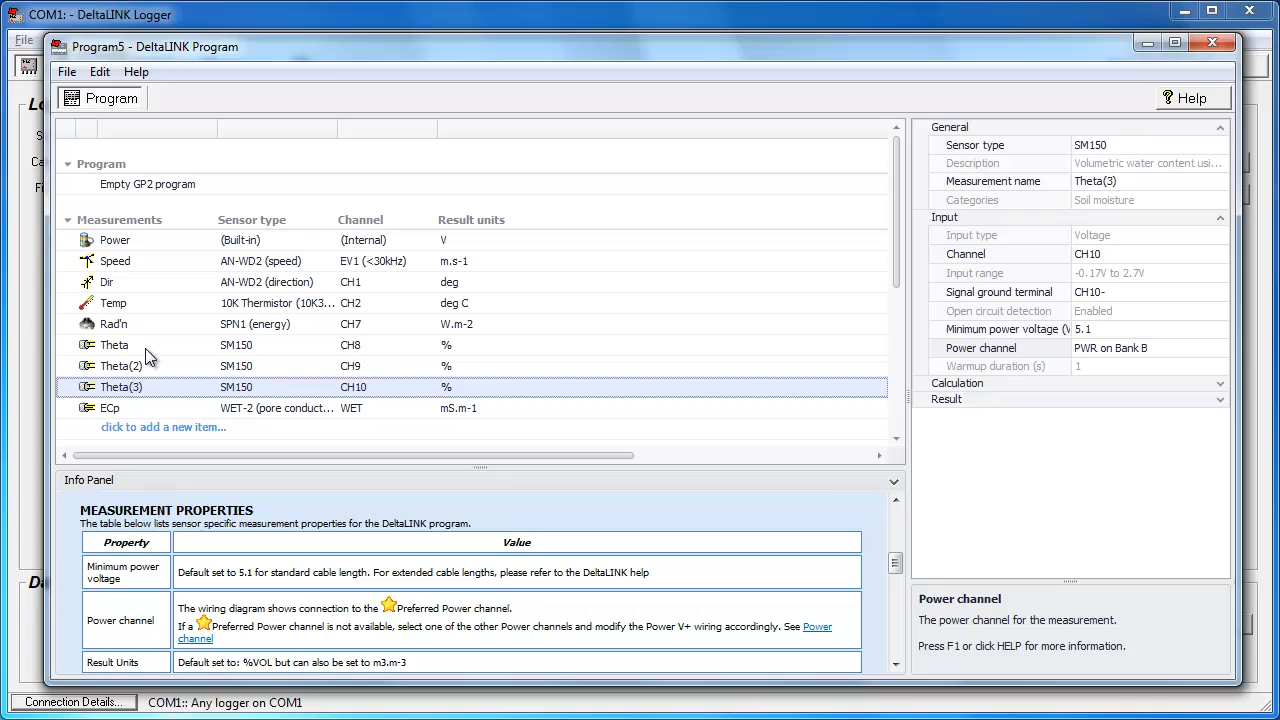 COM1: - DeltaLINK Logger
File
Program5 - DeltaLINK Program
File Edit Help
Program
Help
Program
Empty GP2 program
Measurements Sensor type Channel Result units
Power (Built-in) (Internal) V
Speed AN-WD2 (speed) EV1 (<30kHz) m.s-1
Dir AN-WD2 (direction) CH1 deg
Temp 10K Thermistor (10K3... CH2 deg C
Rad'n SPN1 (energy) CH7 W.m-2
Theta SM150 CH8 %
Theta(2) SM150 CH9 %
Theta(3) SM150 CH10 %
ECp WET-2 (pore conduct... WET mS.m-1
click to add a new item...
General
Sensor type SM150
Description Volumetric water content usi...
Measurement name Theta(3)
Categories Soil moisture
Input
Input type Voltage
Channel CH10
Input range -0.17V to 2.7V
Signal ground terminal CH10-
Open circuit detection Enabled
Minimum power voltage (V 5.1
Power channel PWR on Bank B
Warmup duration (s) 1
Calculation
Result
Info Panel
MEASUREMENT PROPERTIES
The table below lists sensor specific measurement properties for the DeltaLINK program.
Property Value
Minimum power
voltage
Dafault set to 5.1 for standard cable length. For extended cable lengths, please refer to the DeltaLINK help
Power channel
The wiring diagram shows connection to the Preferred Power channel.
If a Preferred Power channel is not available, select one of the other Power channels and modify the Power V+ wiring accordingly. See Power
channel
Result Units Default set to: %VOL but can also be set to m3.m-3
Power channel
The power channel for the measurement.
Press F1 or click HELP for more information.
Connection Details... COM1:: Any logger on COM1